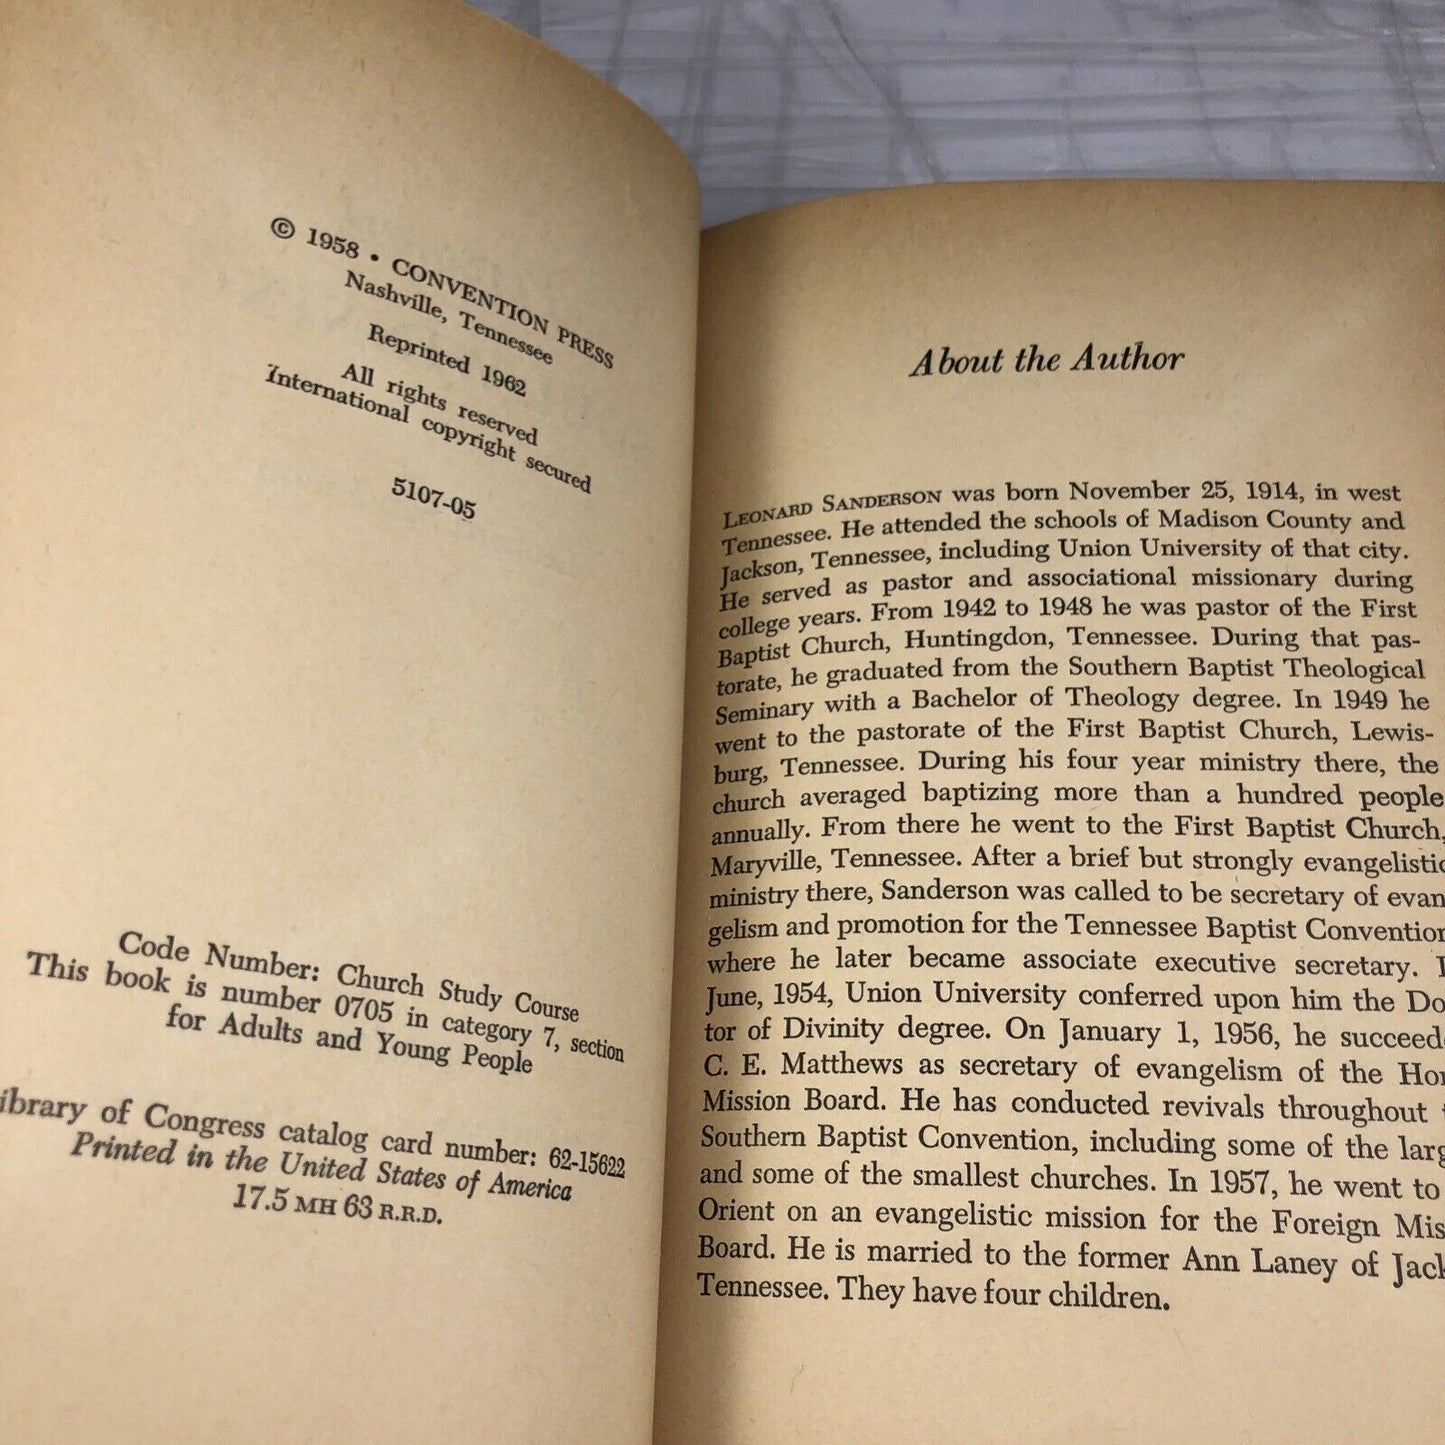 © 1958 • CONVENTION PRESS
Nashville, Tennessee
Reprinted 1962
All rights reserved
International copyright secured
5107-05
Code Number: Church Study Course
This book is number 0705 in category 7, section
for Adults and Young People
ibrary of Congress catalog card number: 62-15622
Printed in the United States of America
17.5 MH 63 R.R.D.
About the Author
LEONARD SANDERSON was born November 25, 1914, in west
Tennessee. He attended the schools of Madison County and
Jackson, Tennessee, including Union University of that city.
He served as pastor and associational missionary during
college years. From 1942 to 1948 he was pastor of the First
Baptist Church, Huntingdon, Tennessee. During that pas-
torate, he graduated from the Southern Baptist Theological
Seminary with a Bachelor of Theology degree. In 1949 he
went to the pastorate of the First Baptist Church, Lewis-
burg, Tennessee. During his four year ministry there, the
church averaged baptizing more than a hundred people
annually. From there he went to the First Baptist Church,
Maryville, Tennessee. After a brief but strongly evangelistic
ministry there, Sanderson was called to be secretary of evan
gelism and promotion for the Tennessee Baptist Convention
where he later became associate executive secretary. I
June, 1954, Union University conferred upon him the Do
tor of Divinity degree. On January 1, 1956, he succeed
C. E. Matthews as secretary of evangelism of the Ho
Mission Board. He has conducted revivals throughout t
Southern Baptist Convention, including some of the larg
and some of the smallest churches. In 1957, he went to
Orient on an evangelistic mission for the Foreign Mis
Board. He is married to the former Ann Laney of Jack
Tennessee. They have four children.